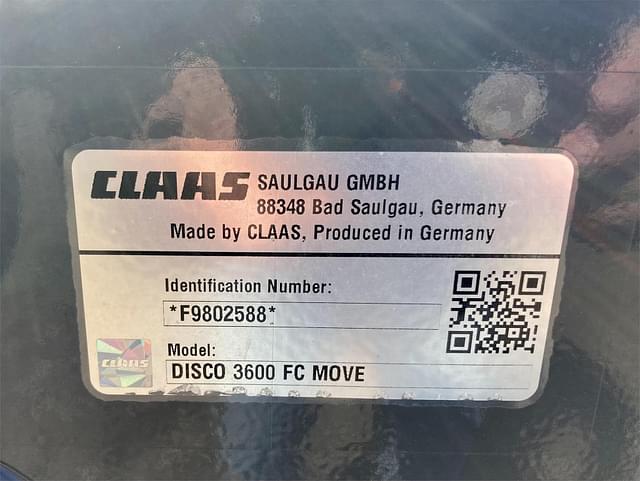 CLAAS SAULGAU GMBH
88348 Bad Saulgau, Germany
Made by CLAAS, Produced in Germany
Identification Number:
*F9802588*
CLAAS
Model:
DISCO 3600 FC MOVE